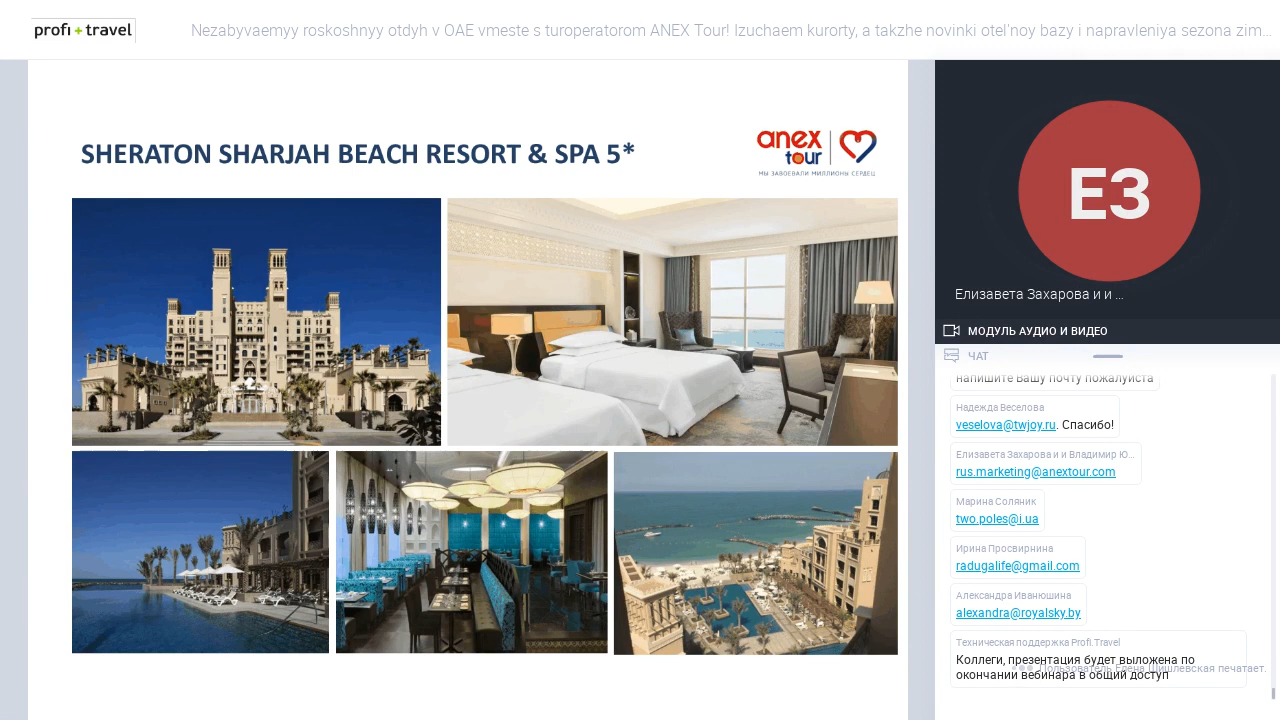 profi+travel
Nezabyvaemyy roskoshnyy otdyh v OAE vmeste s turoperatorom ANEX Tour! Izuchaem kurorty, a takzhe novinki otel'noy bazy i napravleniya sezona zim...
SHERATON SHARJAH BEACH RESORT & SPA 5*
anex
tour
МЫ ЗАВОЕВАЛИ МИЛЛИОНЫ СЕРДЕЦ
ЕЗ
Елизавета Захарова и и ...
МОДУЛЬ АУДИО И ВИДЕО
ЧАТ
напишите Вашу почту пожалуйста
Надежда Веселова
veselova@twjoy.ru. Спасибо!
Елизавета Захарова и и Владимир Ю...
rus.marketing@anextour.com
Марина Соляник
two.poles@i.ua
Ирина Просвирнина
radugalife@gmail.com
Александра Иванюшина
alexandra@royalsky.by
Техническая поддержка Profi.Travel
Коллеги, презентация будет выложена по
Пользователь Елена Шишлевская печатает.
окончании вебинара в общий доступ